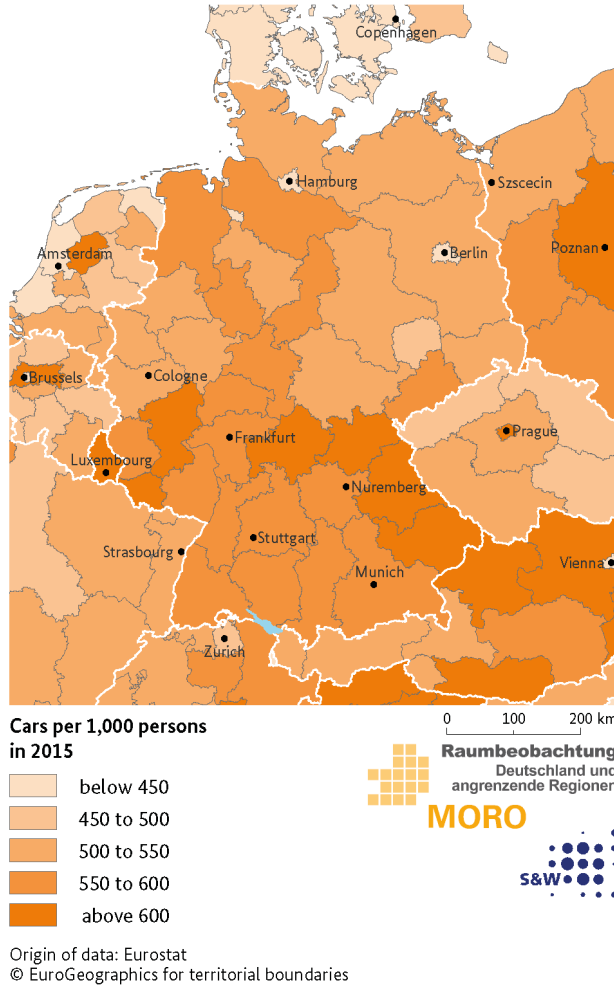 Copenhagen
Hamburg
Szscecin
Amsterdam
Berlin
Poznan
Brussels
Cologne
Prague
Frankfurt
Luxembourg
Nuremberg
Stuttgart
Strasbourg
Vienna
Munich
Zürich
Cars per 1,000 persons
in 2015
below 450
450 to 500
500 to 550
550 to 600
above 600
0 100 200 km
Raumbeobachtung
Deutschland und
angrenzende Regionen
MORO
S&W
Origin of data: Eurostat
© EuroGeographics for territorial boundaries